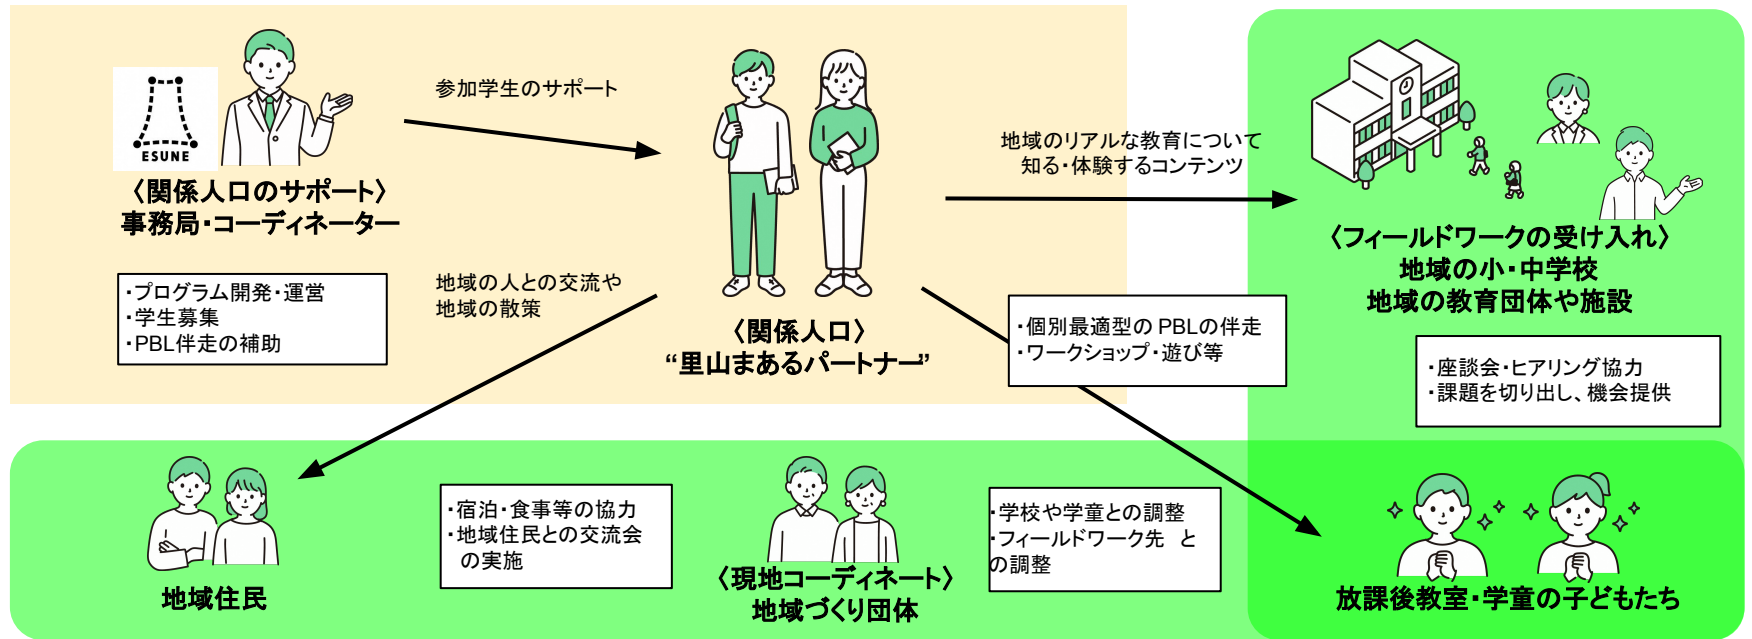 ESUNE
〈関係人口のサポート〉
事務局・コーディネーター
・プログラム開発・運営
・学生募集
・PBL伴走の補助
参加学生のサポート
地域の人との交流や
地域の散策
〈関係人口〉
“里山まあるパートナー”
地域のリアルな教育について
知る・体験するコンテンツ
・個別最適型の PBLの伴走
・ワークショップ・遊び等
〈フィールドワークの受け入れ〉
地域の小・中学校
地域の教育団体や施設
・座談会・ヒアリング協力
・課題を切り出し、機会提供
地域住民
・宿泊・食事等の協力
・地域住民との交流会
の実施
〈現地コーディネート〉
地域づくり団体
・学校や学童との調整
・フィールドワーク先 と
の調整
放課後教室・学童の子どもたち